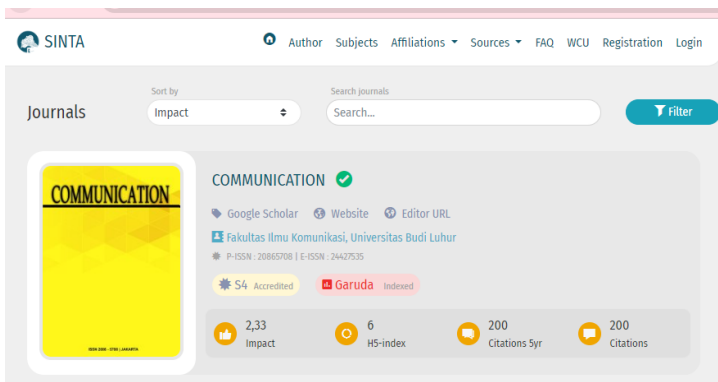 SINTA
Author Subjects Affiliations Sources FAQ WCU Registration Login
Journals
Sort by
Impact
Search journals
Search...
Filter
COMMUNICATION
COMMUNICATION
Google Scholar Website Editor URL
Fakultas Ilmu Komunikasi, Universitas Budi Luhur
P-ISSN : 20865708 | E-ISSN : 24427535
S4 Accredited Garuda Indexed
2,33
Impact
6
H5-index
200
Citations 5yr
200
Citations